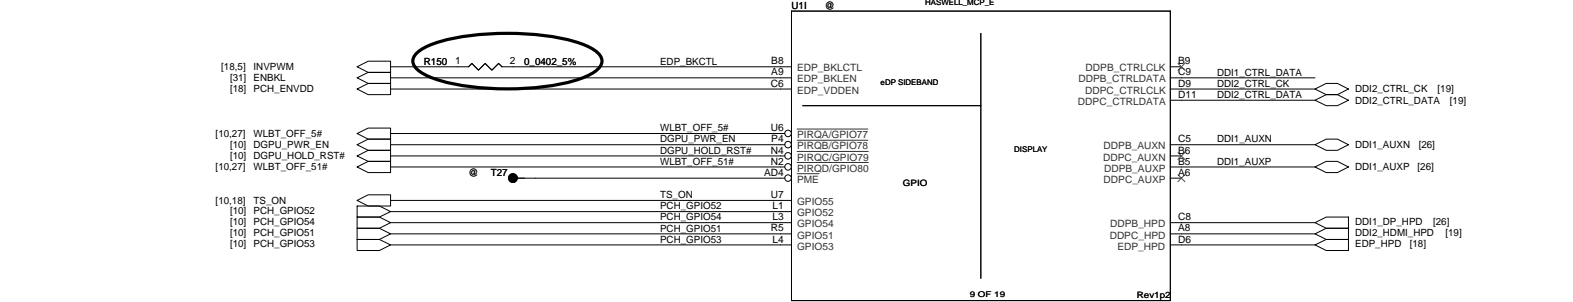 U1I @ HASWELL_MCP_E
[18,5] INVPWM R150 1 2 0_0402_5% EDP_BKCTL B8 EDP_BKLCTL DDPB_CTRLCLK B9
[31] ENBKL A9 EDP_BKLEN eDP SIDEBAND DDPB_CTRLDATA C9 DDI1_CTRL_DATA
[18] PCH_ENVDD C6 EDP_VDDEN DDPC_CTRLCLK D9 DDI2_CTRL_CK DDI2_CTRL_CK [19]
DDPC_CTRLDATA D11 DDI2_CTRL_DATA DDI2_CTRL_DATA [19]
[10,27] WLBT_OFF_5# WLBT_OFF_5# U6 PIRQA/GPIO77
[10] DGPU_PWR_EN DGPU_PWR_EN P4 PIRQB/GPIO78 DISPLAY DDPB_AUXN C5 DDI1_AUXN DDI1_AUXN [26]
[10] DGPU_HOLD_RST# DGPU_HOLD_RST# N4 PIRQC/GPIO79 DDPC_AUXN B6
[10,27] WLBT_OFF_51# WLBT_OFF_51# N2 PIRQD/GPIO80 DDPB_AUXP B5 DDI1_AUXP DDI1_AUXP [26]
@ T27 AD4 PME GPIO DDPC_AUXP A6
[10,18] TS_ON TS_ON U7 GPIO55
[10] PCH_GPIO52 PCH_GPIO52 L1 GPIO52
[10] PCH_GPIO54 PCH_GPIO54 L3 GPIO54 DDPB_HPD C8 DDI1_DP_HPD [26]
[10] PCH_GPIO51 PCH_GPIO51 R5 GPIO51 DDPC_HPD A8 DDI2_HDMI_HPD [19]
[10] PCH_GPIO53 PCH_GPIO53 L4 GPIO53 EDP_HPD D6 EDP_HPD [18]
9 OF 19 Rev1p2